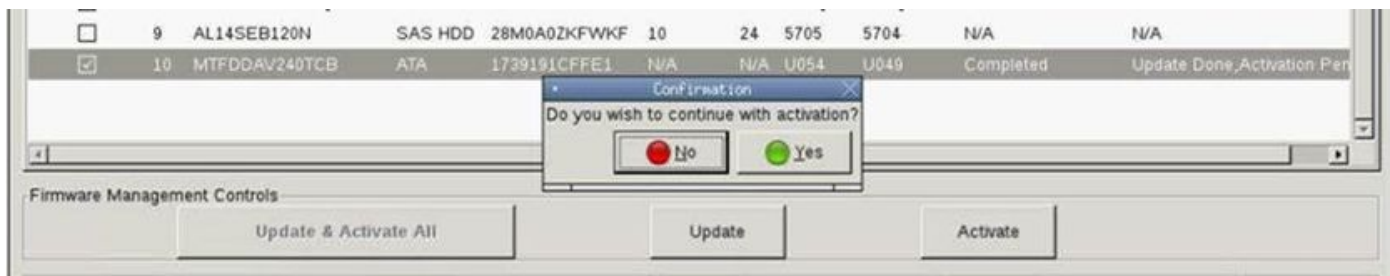 9 AL14SEB120N SAS HDD 28M0A0ZKFWKF 10 24 5705 5704 N/A N/A
10 MTFDDAV240TCB ATA 1739191CFFE1 N/A N/A U054 U049 Completed Update Done,Activation Pen
Confirmation
Do you wish to continue with activation?
No Yes
Firmware Management Controls
Update & Activate All Update Activate